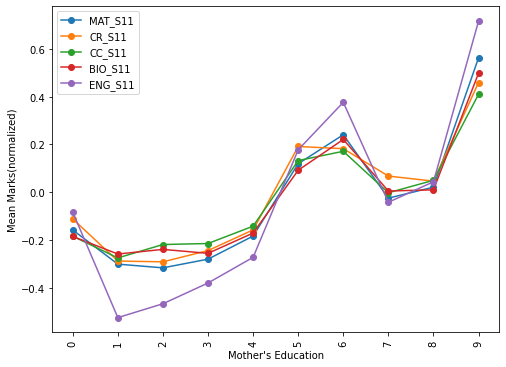 MAT_S11
CR_S11
CC_S11
BIO_S11
ENG_S11
Mean Marks(normalized)
0.6
0.4
0.2
0.0
−0.2
−0.4
0 1 2 3 4 5 6 7 8 9
Mother's Education